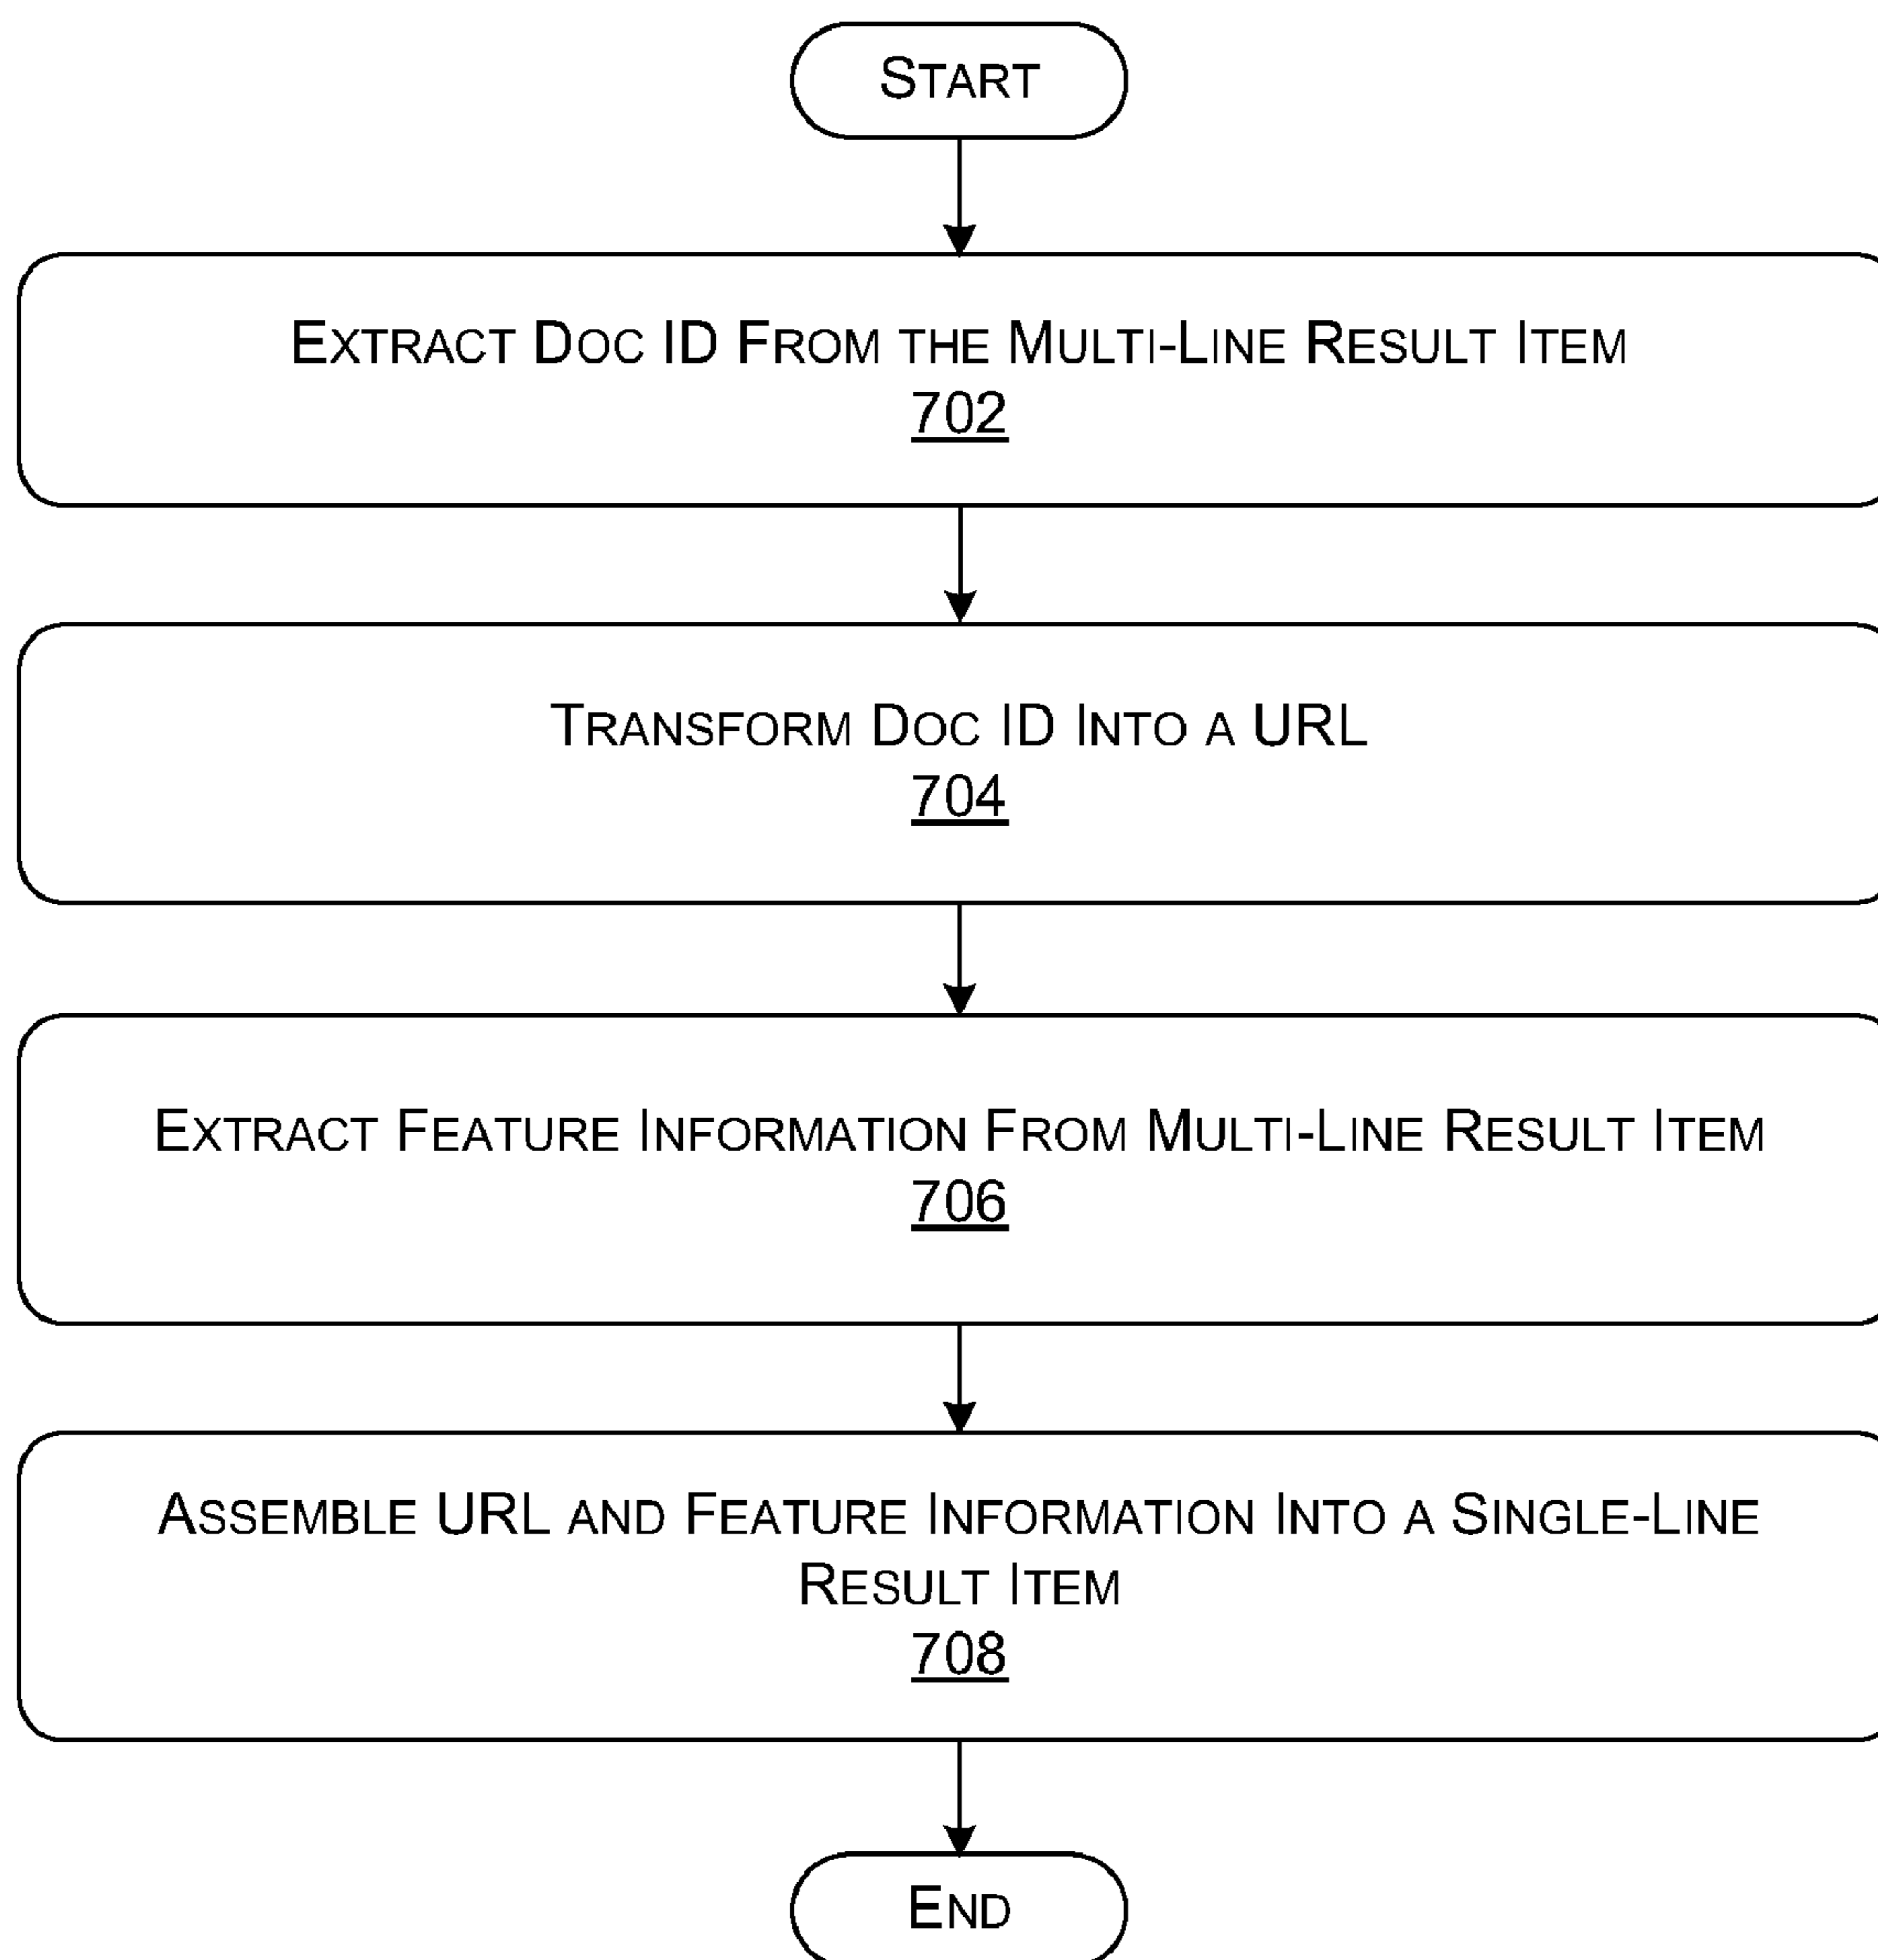 START
EXTRACT DOC ID FROM THE MULTI-LINE RESULT ITEM
702
TRANSFORM DOC ID INTO A URL
704
EXTRACT FEATURE INFORMATION FROM MULTI-LINE RESULT ITEM
706
ASSEMBLE URL AND FEATURE INFORMATION INTO A SINGLE-LINE
RESULT ITEM
708
END